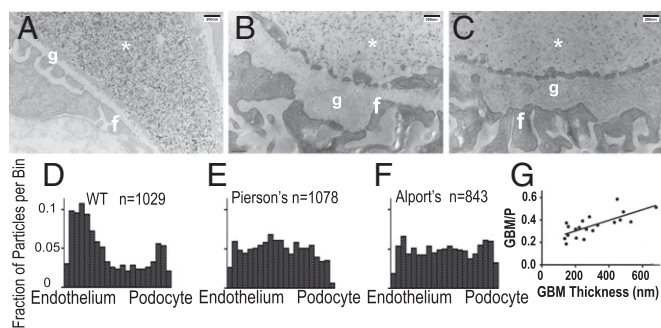 A 200nm
g
*
f
B 200nm
*
g
f
C 200nm
*
g
f
D
WT n=1029
Fraction of Particles per Bin
0.1
0.05
0
Endothelium Podocyte
E
Pierson's n=1078
Endothelium Podocyte
F
Alport's n=843
Endothelium Podocyte
G
GBM/P
0.6
0.4
0.2
0.0
0 200 400 600
GBM Thickness (nm)